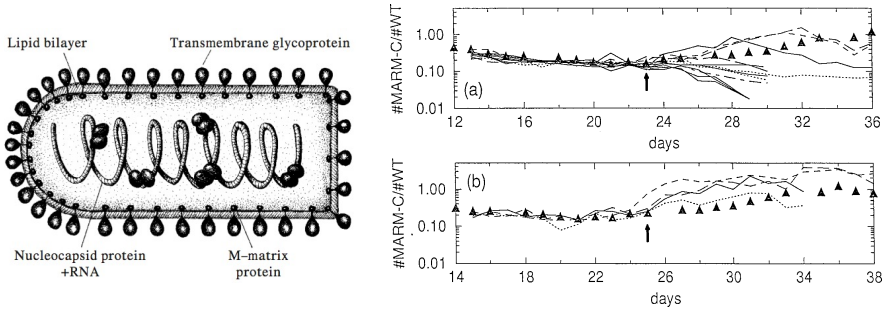 Lipid bilayer
Transmembrane glycoprotein
Nucleocapsid protein
+RNA
M–matrix
protein
#MARM-C/#WT
1.00
0.10
0.01
(a)
12 16 20 24 28 32 36
days
#MARM-C/#WT
1.00
0.10
0.01
(b)
14 18 22 26 30 34 38
days